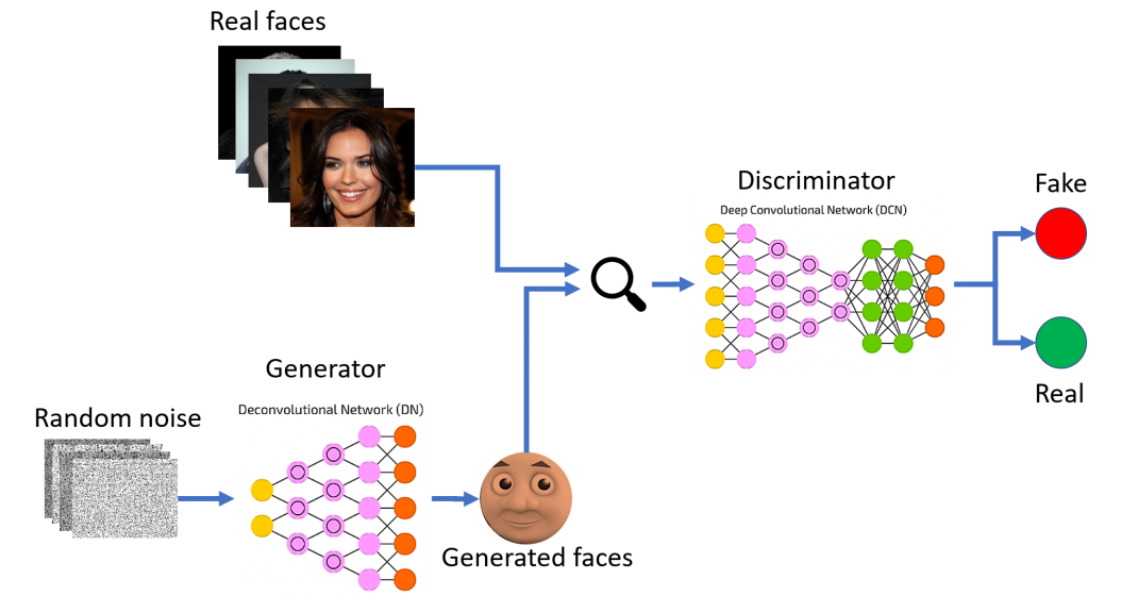 Real faces
Discriminator
Deep Convolutional Network (DCN)
Fake
Real
Generator
Deconvolutional Network (DN)
Random noise
Generated faces